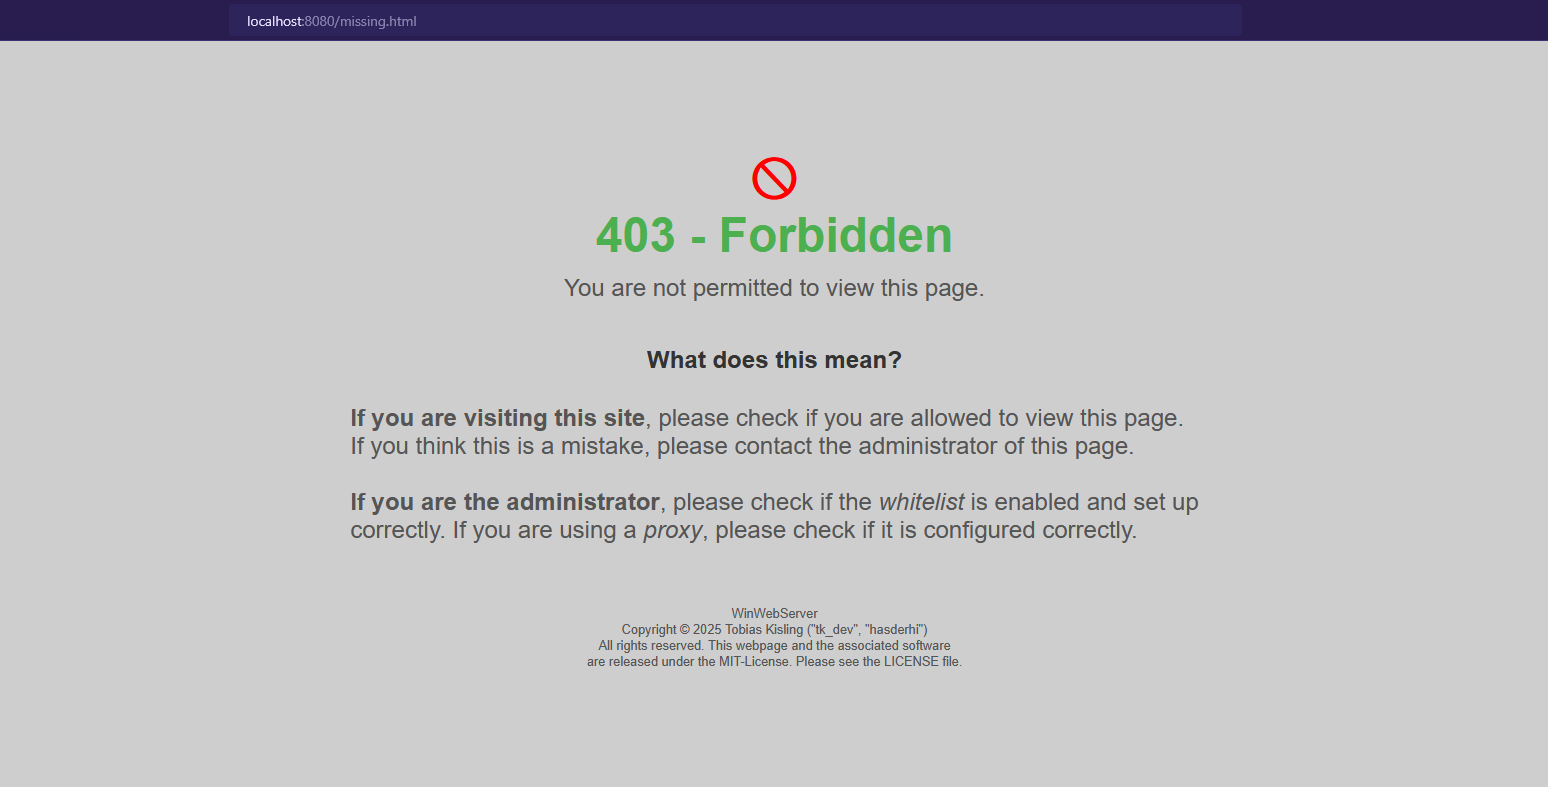 localhost:8080/missing.html
403 - Forbidden
You are not permitted to view this page.
What does this mean?
If you are visiting this site, please check if you are allowed to view this page.
If you think this is a mistake, please contact the administrator of this page.
If you are the administrator, please check if the whitelist is enabled and set up
correctly. If you are using a proxy, please check if it is configured correctly.
WinWebServer
Copyright © 2025 Tobias Kisling ("tk_dev", "hasderhi")
All rights reserved. This webpage and the associated software
are released under the MIT-License. Please see the LICENSE file.